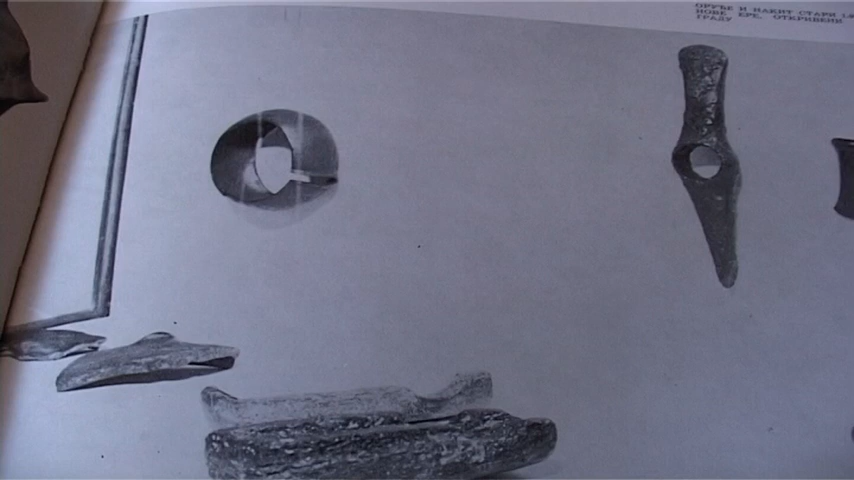 ОРУЂЕ И НАКИТ СТАРИ
НОВЕ ЕРЕ, ОТКРИВЕНИ
ГРАДУ